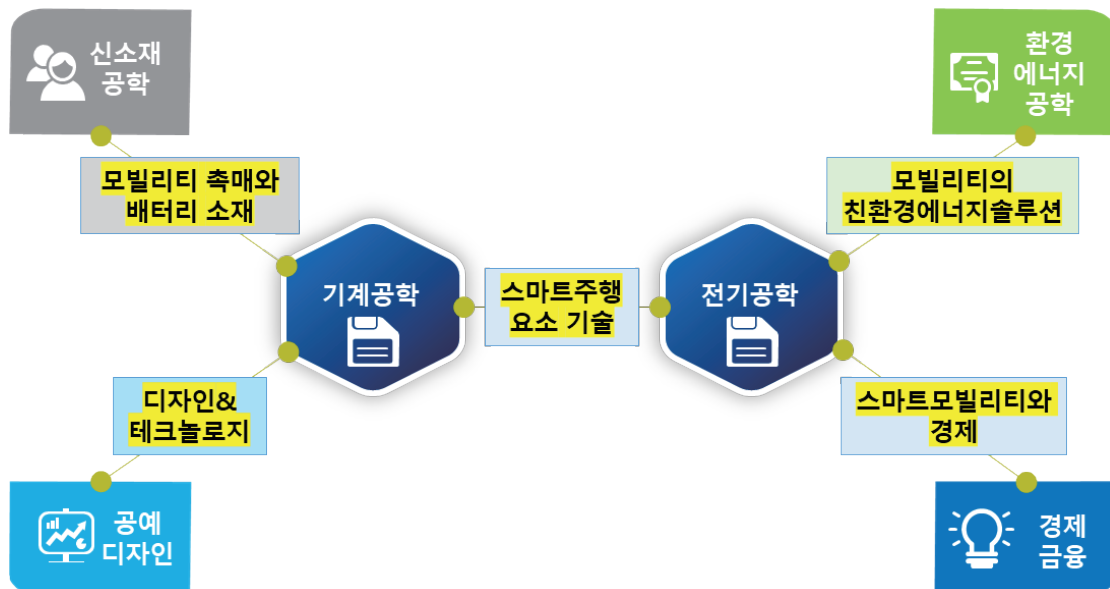 신소재
공학
환경
에너지
공학
모빌리티 촉매와
배터리 소재
모빌리티의
친환경에너지솔루션
기계공학
스마트주행
요소 기술
전기공학
디자인&
테크놀로지
스마트모빌리티와
경제
공예
디자인
경제
금융